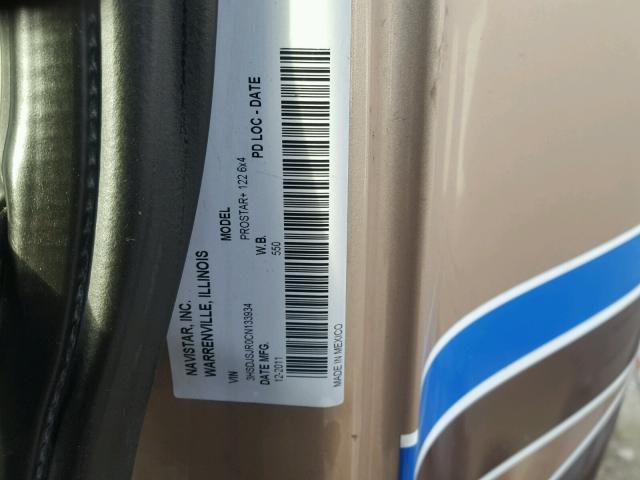 NAVISTAR, INC.
WARRENVILLE, ILLINOIS
VIN MODEL
3HSDJSJR0CN133934 PROSTAR+ 122 6x4
DATE MFG. W.B. PD LOC - DATE
12-2011 550
MADE IN MEXICO